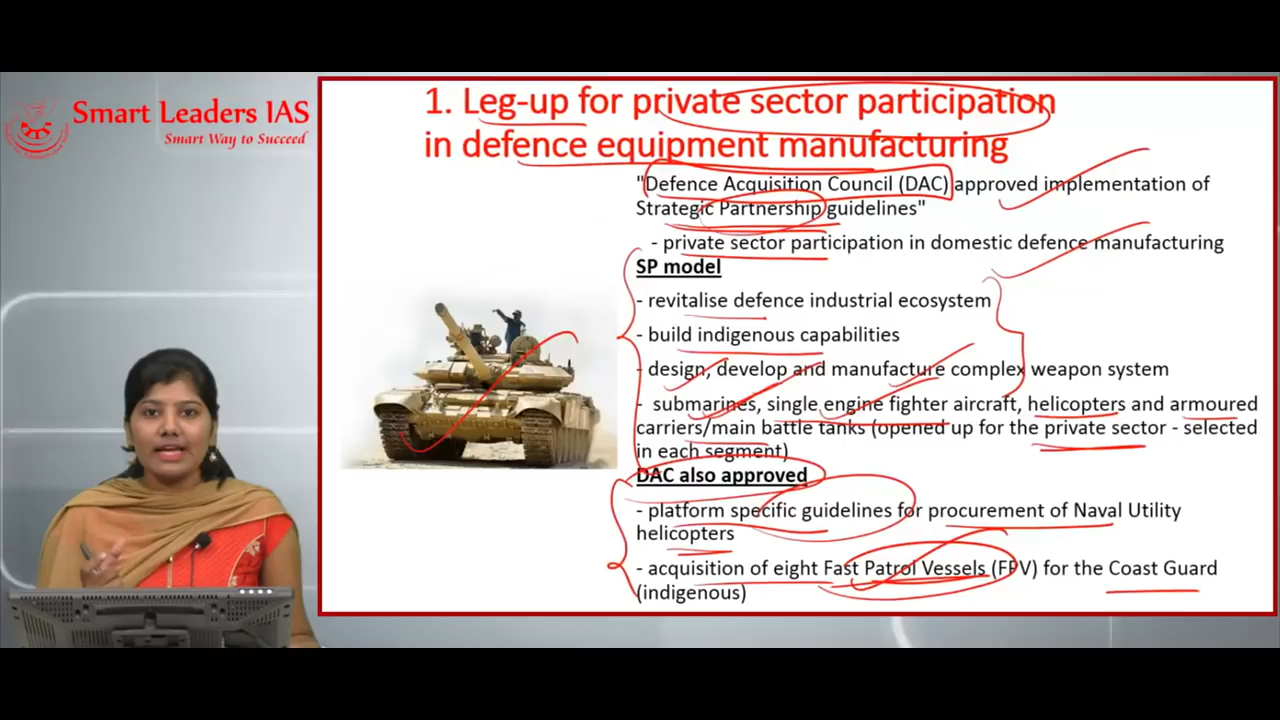 Smart Leaders IAS
Smart Way to Succeed
1. Leg-up for private sector participation
in defence equipment manufacturing
"Defence Acquisition Council (DAC) approved implementation of
Strategic Partnership guidelines"
- private sector participation in domestic defence manufacturing
SP model
- revitalise defence industrial ecosystem
- build indigenous capabilities
- design, develop and manufacture complex weapon system
- submarines, single engine fighter aircraft, helicopters and armoured
carriers/main battle tanks (opened up for the private sector - selected
in each segment)
DAC also approved
- platform specific guidelines for procurement of Naval Utility
helicopters
- acquisition of eight Fast Patrol Vessels (FPV) for the Coast Guard
(indigenous)